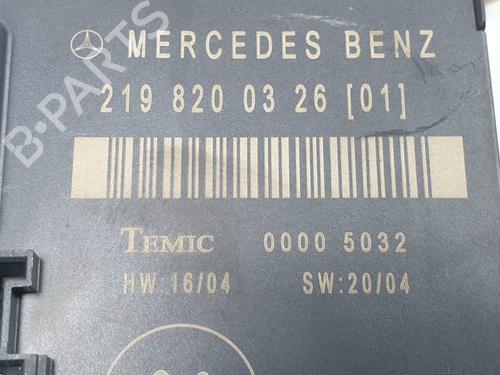 MERCEDES BENZ
219 820 03 26 [01]
TEMIC 0000 5032
HW:16/04 SW:20/04
B-PARTS